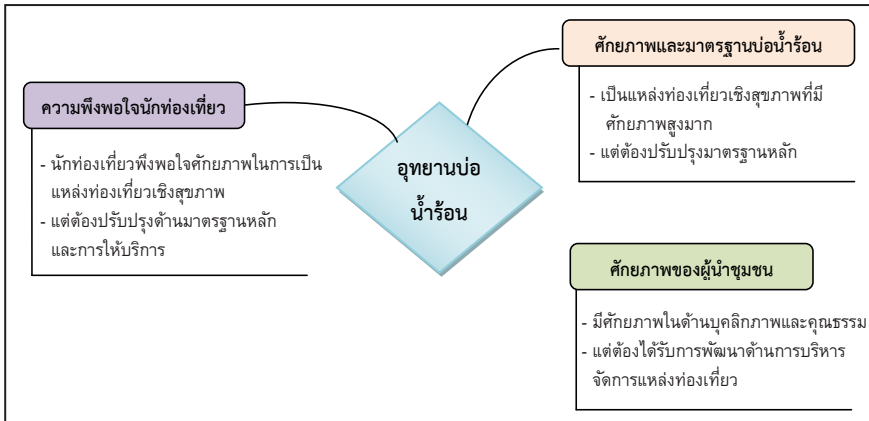 ศักยภาพและมาตรฐานบ่อน้ำร้อน
- เป็นแหล่งท่องเที่ยวเชิงสุขภาพที่มี
ศักยภาพสูงมาก
- แต่ต้องปรับปรุงมาตรฐานหลัก
ความพึงพอใจนักท่องเที่ยว
- นักท่องเที่ยวพึงพอใจศักยภาพในการเป็น
แหล่งท่องเที่ยวเชิงสุขภาพ
- แต่ต้องปรับปรุงด้านมาตรฐานหลัก
และการให้บริการ
อุทยานบ่อ
น้ำร้อน
ศักยภาพของผู้นำชุมชน
- มีศักยภาพในด้านบุคลิกภาพและคุณธรรม
- แต่ต้องได้รับการพัฒนาด้านการบริหาร
จัดการแหล่งท่องเที่ยว